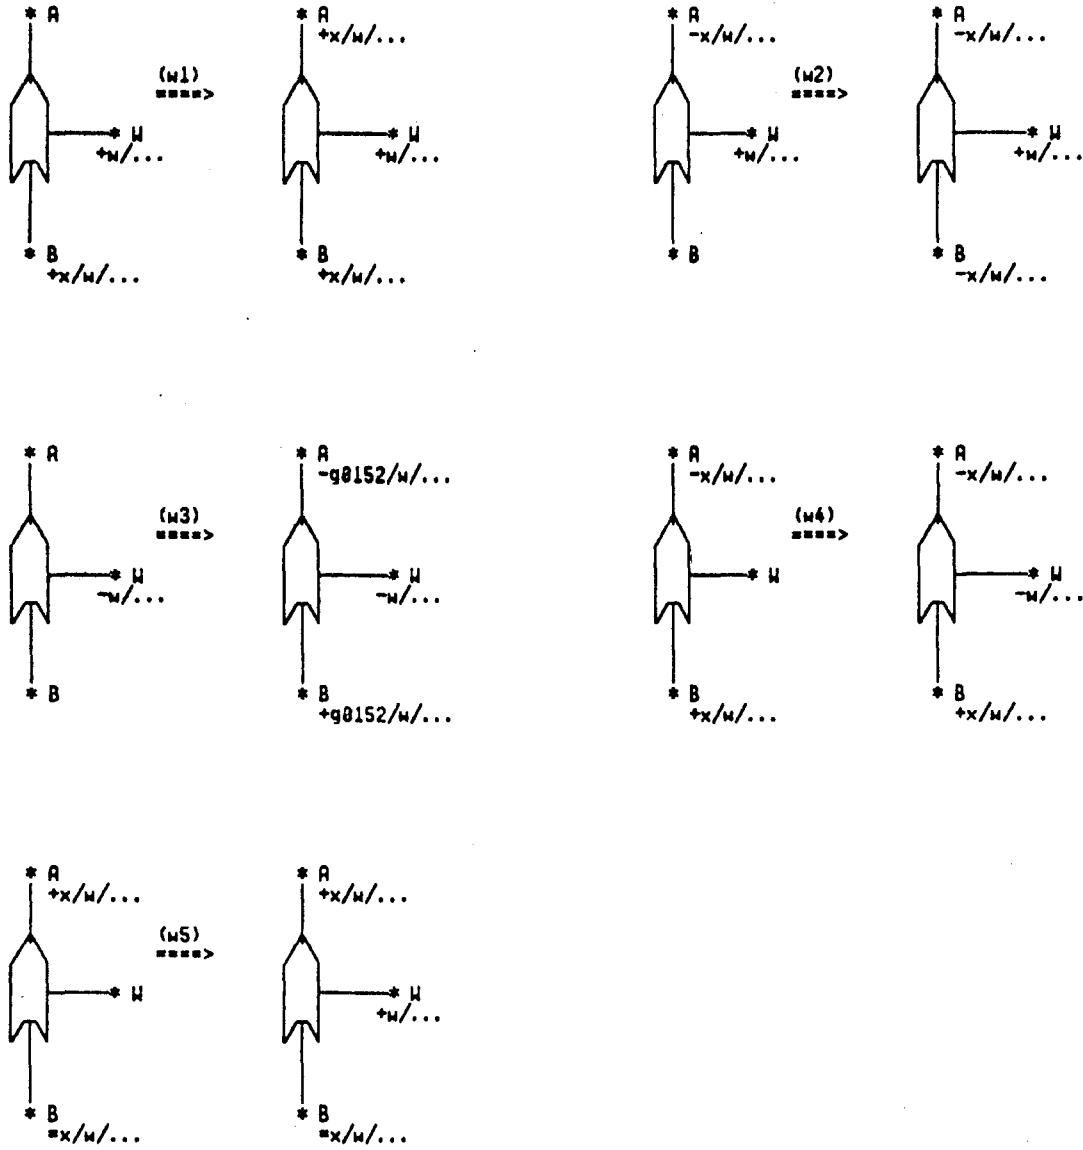 * A
(w1)
====>
* W
+w/...
* B
+x/w/...
* A
+x/w/...
* W
+w/...
* B
+x/w/...
* A
-x/w/...
(w2)
====>
* W
+w/...
* B
* A
-x/w/...
* W
+w/...
* B
-x/w/...
* A
(w3)
====>
* W
-w/...
* B
* A
-g0152/w/...
* W
-w/...
* B
+g0152/w/...
* A
-x/w/...
(w4)
====>
* W
* B
+x/w/...
* A
-x/w/...
* W
-w/...
* B
+x/w/...
* A
+x/w/...
(w5)
====>
* W
* B
=x/w/...
* A
+x/w/...
* W
+w/...
* B
=x/w/...